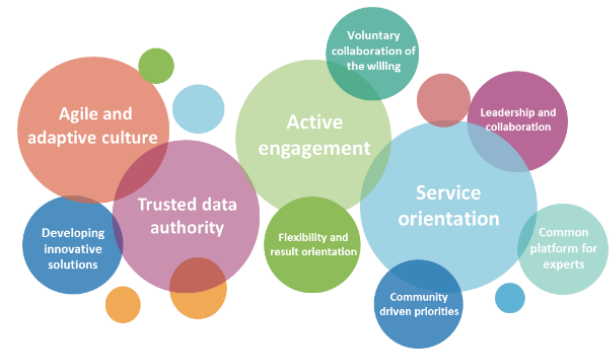 Agile and
adaptive culture
Trusted data
authority
Developing
innovative
solutions
Active
engagement
Voluntary
collaboration of
the willing
Flexibility and
result orientation
Service
orientation
Leadership and
collaboration
Common
platform for
experts
Community
driven priorities